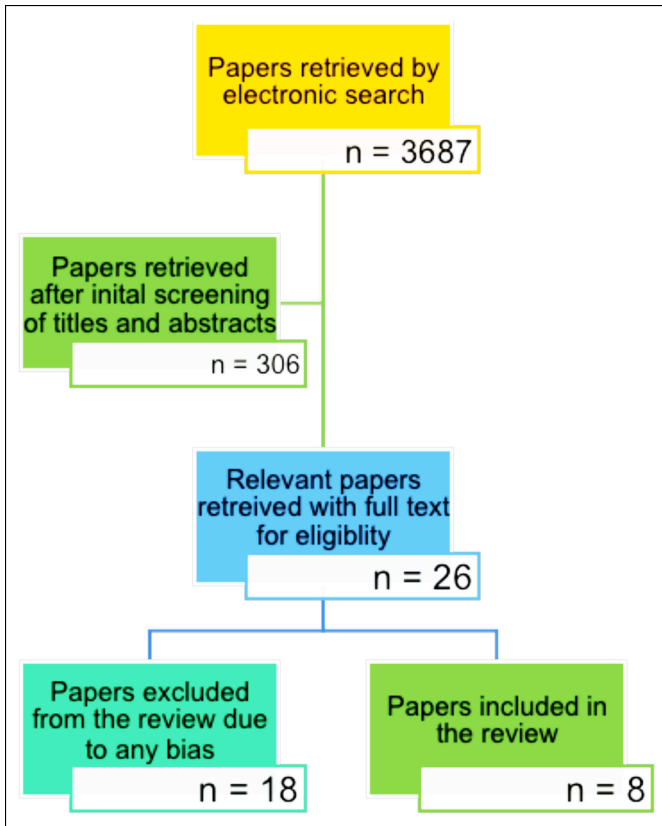 Papers retrieved by
electronic search
n = 3687
Papers retrieved
after inital screening
of titles and abstracts
n = 306
Relevant papers
retreived with full text
for eligiblity
n = 26
Papers excluded
from the review due
to any bias
n = 18
Papers included in
the review
n = 8